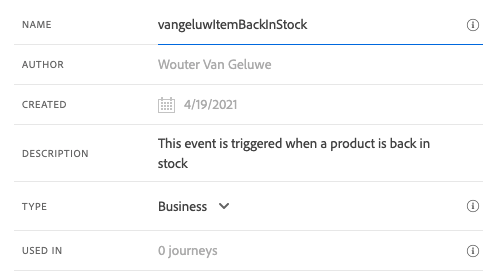 NAME vangeluwItemBackInStock
AUTHOR Wouter Van Geluwe
CREATED 4/19/2021
DESCRIPTION This event is triggered when a product is back in
stock
TYPE Business
USED IN 0 journeys